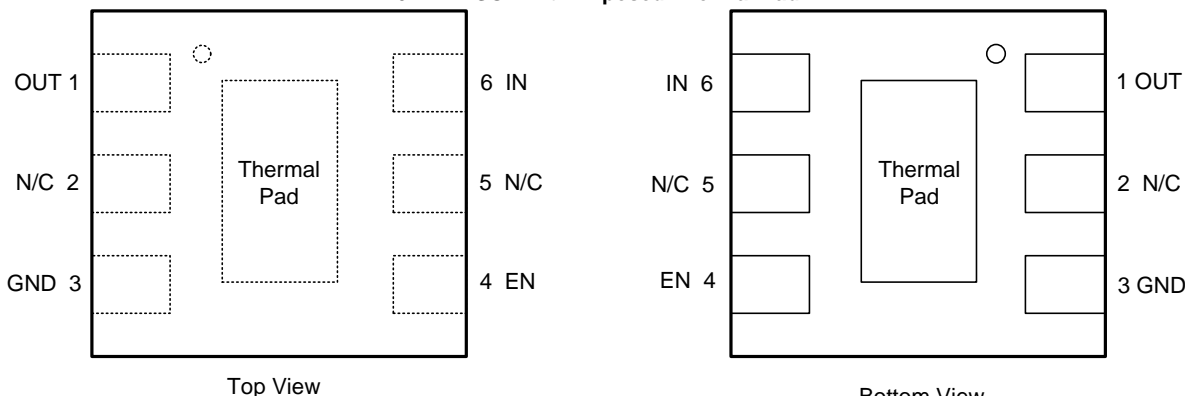 OUT 1
6 IN
N/C 2
Thermal
Pad
5 N/C
GND 3
4 EN
Top View
IN 6
1 OUT
N/C 5
Thermal
Pad
2 N/C
EN 4
3 GND
Bottom View